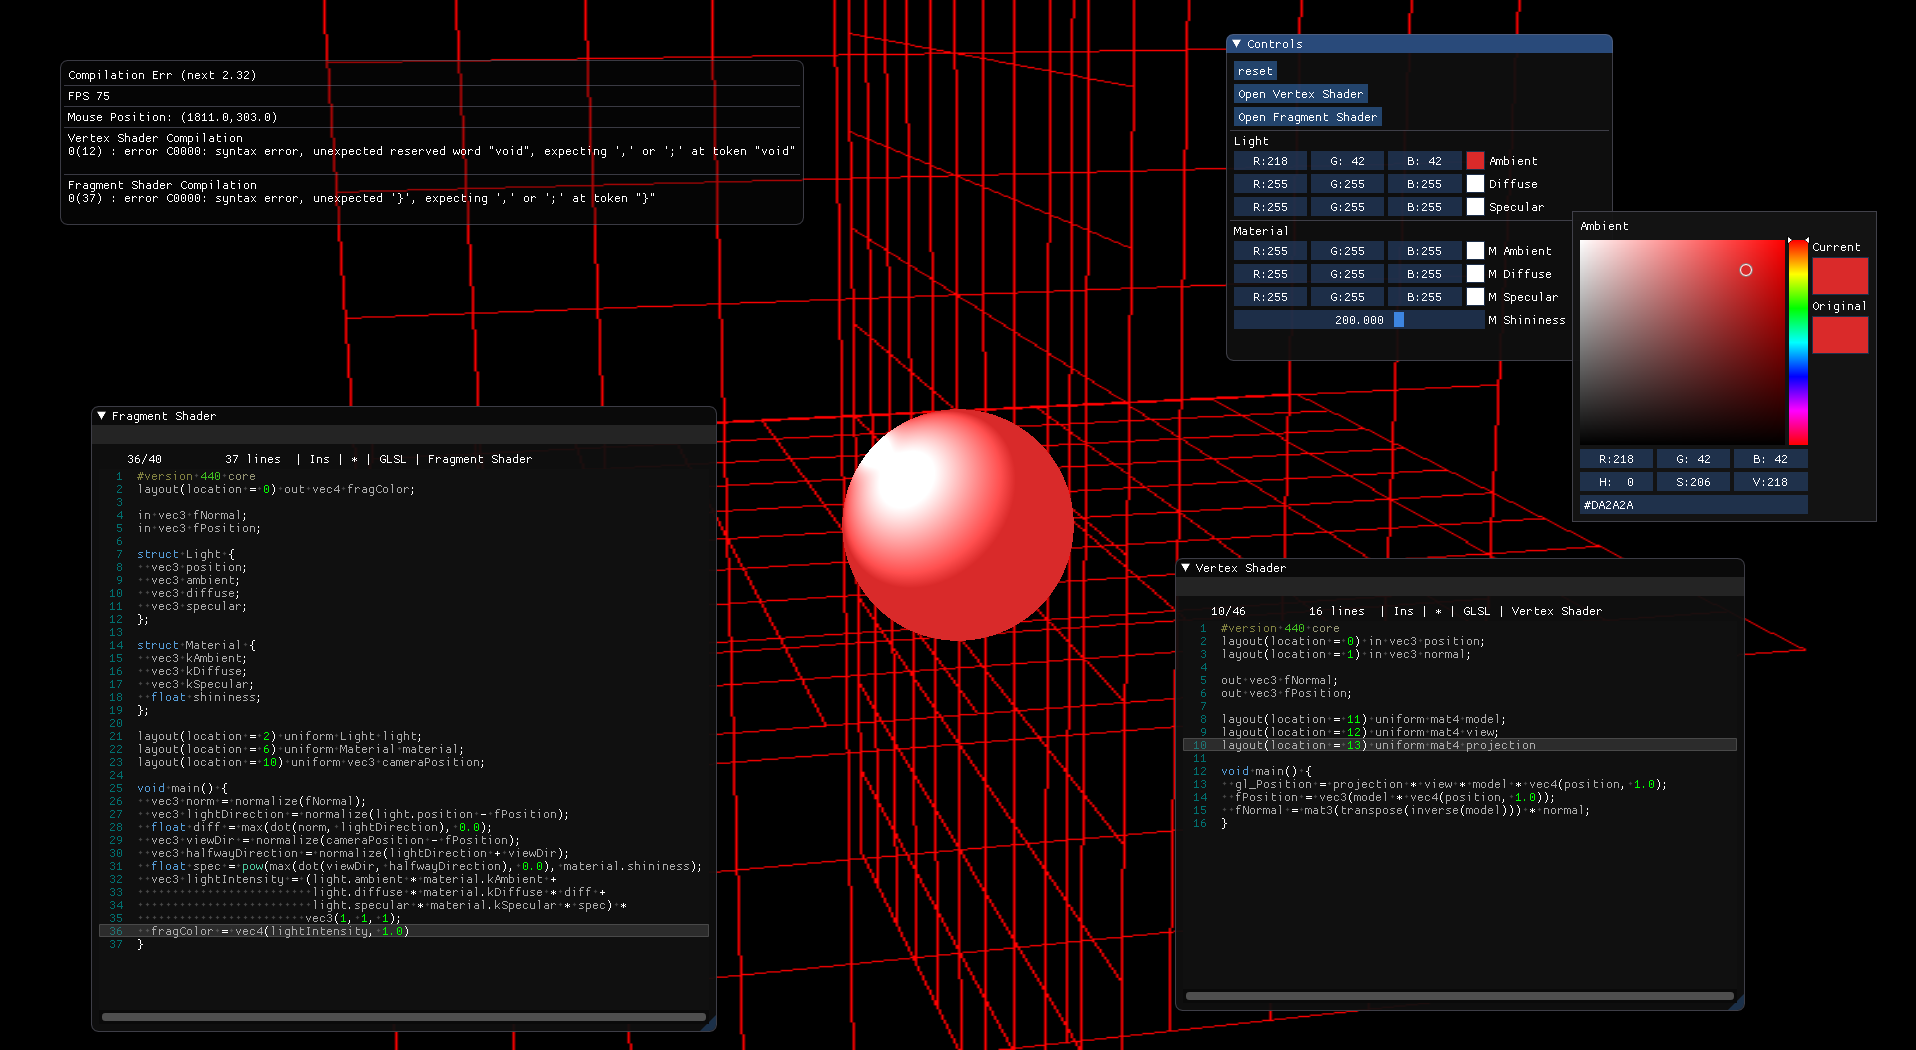 Compilation Err (next 2.32)
FPS 75
Mouse Position: (1811.0,303.0)
Vertex Shader Compilation
0(12) : error C0000: syntax error, unexpected reserved word "void", expecting ',' or ';' at token "void"
Fragment Shader Compilation
0(37) : error C0000: syntax error, unexpected '}', expecting ',' or ';' at token "}"
Controls
reset
Open Vertex Shader
Open Fragment Shader
Light
R:218 G: 42 B: 42 Ambient
R:255 G:255 B:255 Diffuse
R:255 G:255 B:255 Specular
Material
R:255 G:255 B:255 M Ambient
R:255 G:255 B:255 M Diffuse
R:255 G:255 B:255 M Specular
200.000 M Shininess
Ambient
Current
Original
R:218 G: 42 B: 42
H: 0 S:206 V:218
#DA2A2A
Fragment Shader
36/40 37 lines | Ins | * | GLSL | Fragment Shader
1 #version 440 core
2 layout(location = 0) out vec4 fragColor;
3
4 in vec3 fNormal;
5 in vec3 fPosition;
6
7 struct Light {
8 vec3 position;
9 vec3 ambient;
10 vec3 diffuse;
11 vec3 specular;
12 };
13
14 struct Material {
15 vec3 kAmbient;
16 vec3 kDiffuse;
17 vec3 kSpecular;
18 float shininess;
19 };
20
21 layout(location = 2) uniform Light light;
22 layout(location = 6) uniform Material material;
23 layout(location = 10) uniform vec3 cameraPosition;
24
25 void main() {
26 vec3 norm = normalize(fNormal);
27 vec3 lightDirection = normalize(light.position - fPosition);
28 float diff = max(dot(norm, lightDirection), 0.0);
29 vec3 viewDir = normalize(cameraPosition - fPosition);
30 vec3 halfwayDirection = normalize(lightDirection + viewDir);
31 float spec = pow(max(dot(viewDir, halfwayDirection), 0.0), material.shininess);
32 vec3 lightIntensity = (light.ambient * material.kAmbient +
33 light.diffuse * material.kDiffuse * diff +
34 light.specular * material.kSpecular * spec) *
35 vec3(1, 1, 1);
36 fragColor = vec4(lightIntensity, 1.0)
37 }
Vertex Shader
10/46 16 lines | Ins | * | GLSL | Vertex Shader
1 #version 440 core
2 layout(location = 0) in vec3 position;
3 layout(location = 1) in vec3 normal;
4
5 out vec3 fNormal;
6 out vec3 fPosition;
7
8 layout(location = 11) uniform mat4 model;
9 layout(location = 12) uniform mat4 view;
10 layout(location = 13) uniform mat4 projection
11
12 void main() {
13 gl_Position = projection * view * model * vec4(position, 1.0);
14 fPosition = vec3(model * vec4(position, 1.0));
15 fNormal = mat3(transpose(inverse(model))) * normal;
16 }